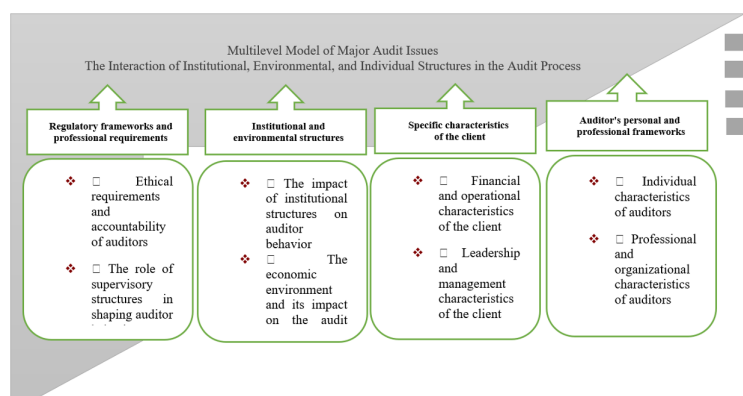 Multilevel Model of Major Audit Issues
The Interaction of Institutional, Environmental, and Individual Structures in the Audit Process
Regulatory frameworks and
professional requirements
Institutional and
environmental structures
Specific characteristics
of the client
Auditor's personal and
professional frameworks
❖ □ Ethical
requirements
and
accountability
of auditors
❖ □ The role of
supervisory
structures in
shaping auditor
❖ □ The impact
of institutional
structures on
auditor
behavior
❖ □ The
economic
environment
and its impact
on the audit
❖ □ Financial
and operational
characteristics
of the client
❖ □ Leadership
and
management
characteristics
of the client
❖ □ Individual
characteristics
of auditors
❖ □ Professional
and
organizational
characteristics
of auditors